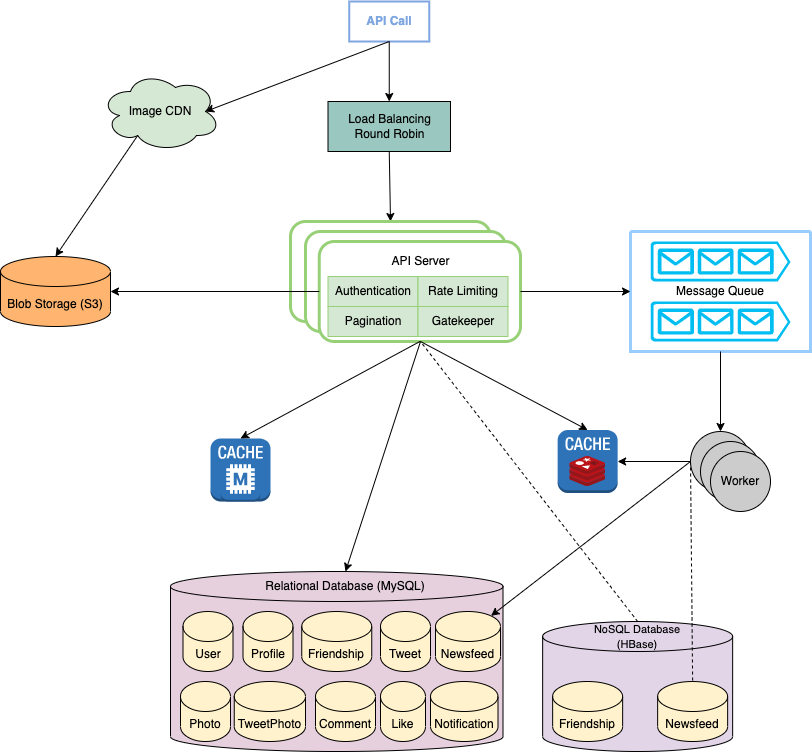 API Call
Image CDN
Load Balancing
Round Robin
API Server
Authentication
Rate Limiting
Pagination
Gatekeeper
Blob Storage (S3)
Message Queue
CACHE
M
CACHE
Worker
Relational Database (MySQL)
User
Profile
Friendship
Tweet
Newsfeed
Photo
TweetPhoto
Comment
Like
Notification
NoSQL Database
(HBase)
Friendship
Newsfeed